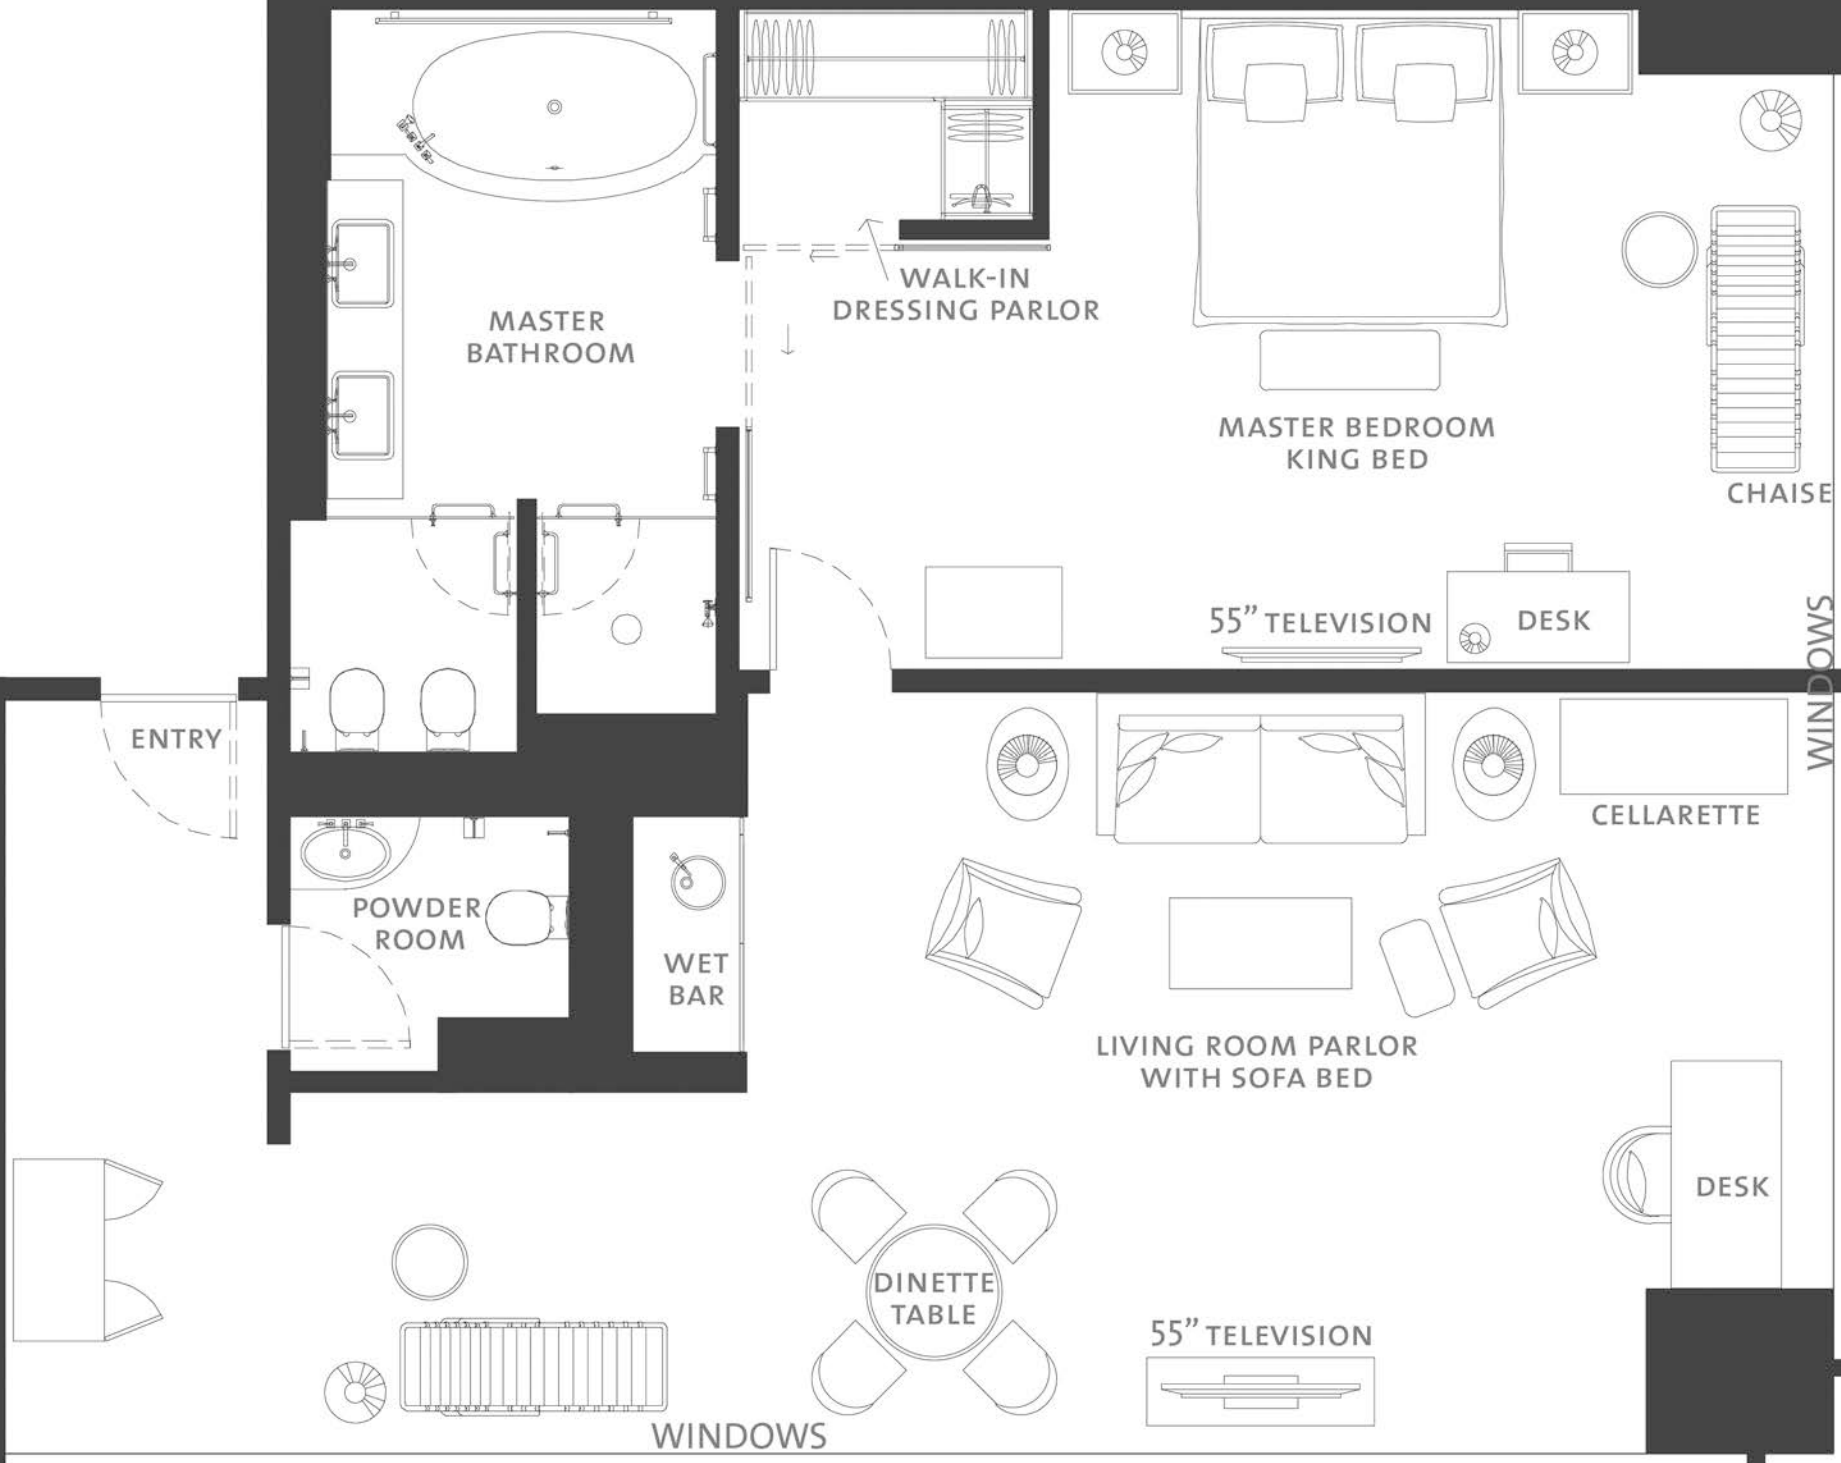 WALK-IN
DRESSING PARLOR
MASTER
BATHROOM
MASTER BEDROOM
KING BED
CHAISE
55” TELEVISION
DESK
WINDOWS
ENTRY
CELLARETTE
POWDER
ROOM
WET
BAR
LIVING ROOM PARLOR
WITH SOFA BED
DESK
DINETTE
TABLE
55” TELEVISION
WINDOWS